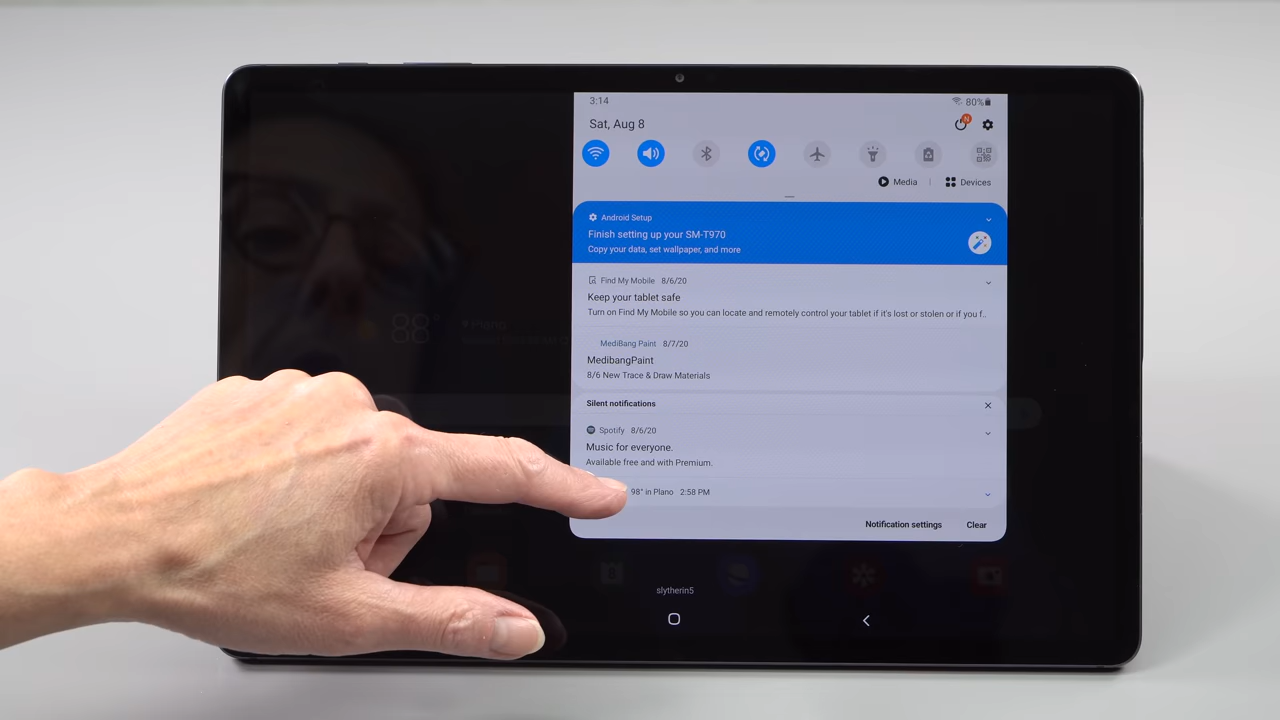 3:14
80%
Sat, Aug 8
N
Media
Devices
Android Setup
Finish setting up your SM-T970
Copy your data, set wallpaper, and more
Find My Mobile 8/6/20
Keep your tablet safe
Turn on Find My Mobile so you can locate and remotely control your tablet if it's lost or stolen or if you f..
MediBang Paint 8/7/20
MedibangPaint
8/6 New Trace & Draw Materials
Silent notifications
Spotify 8/6/20
Music for everyone.
Available free and with Premium.
98° in Plano 2:58 PM
Notification settings
Clear
88°
Plano
slytherin5